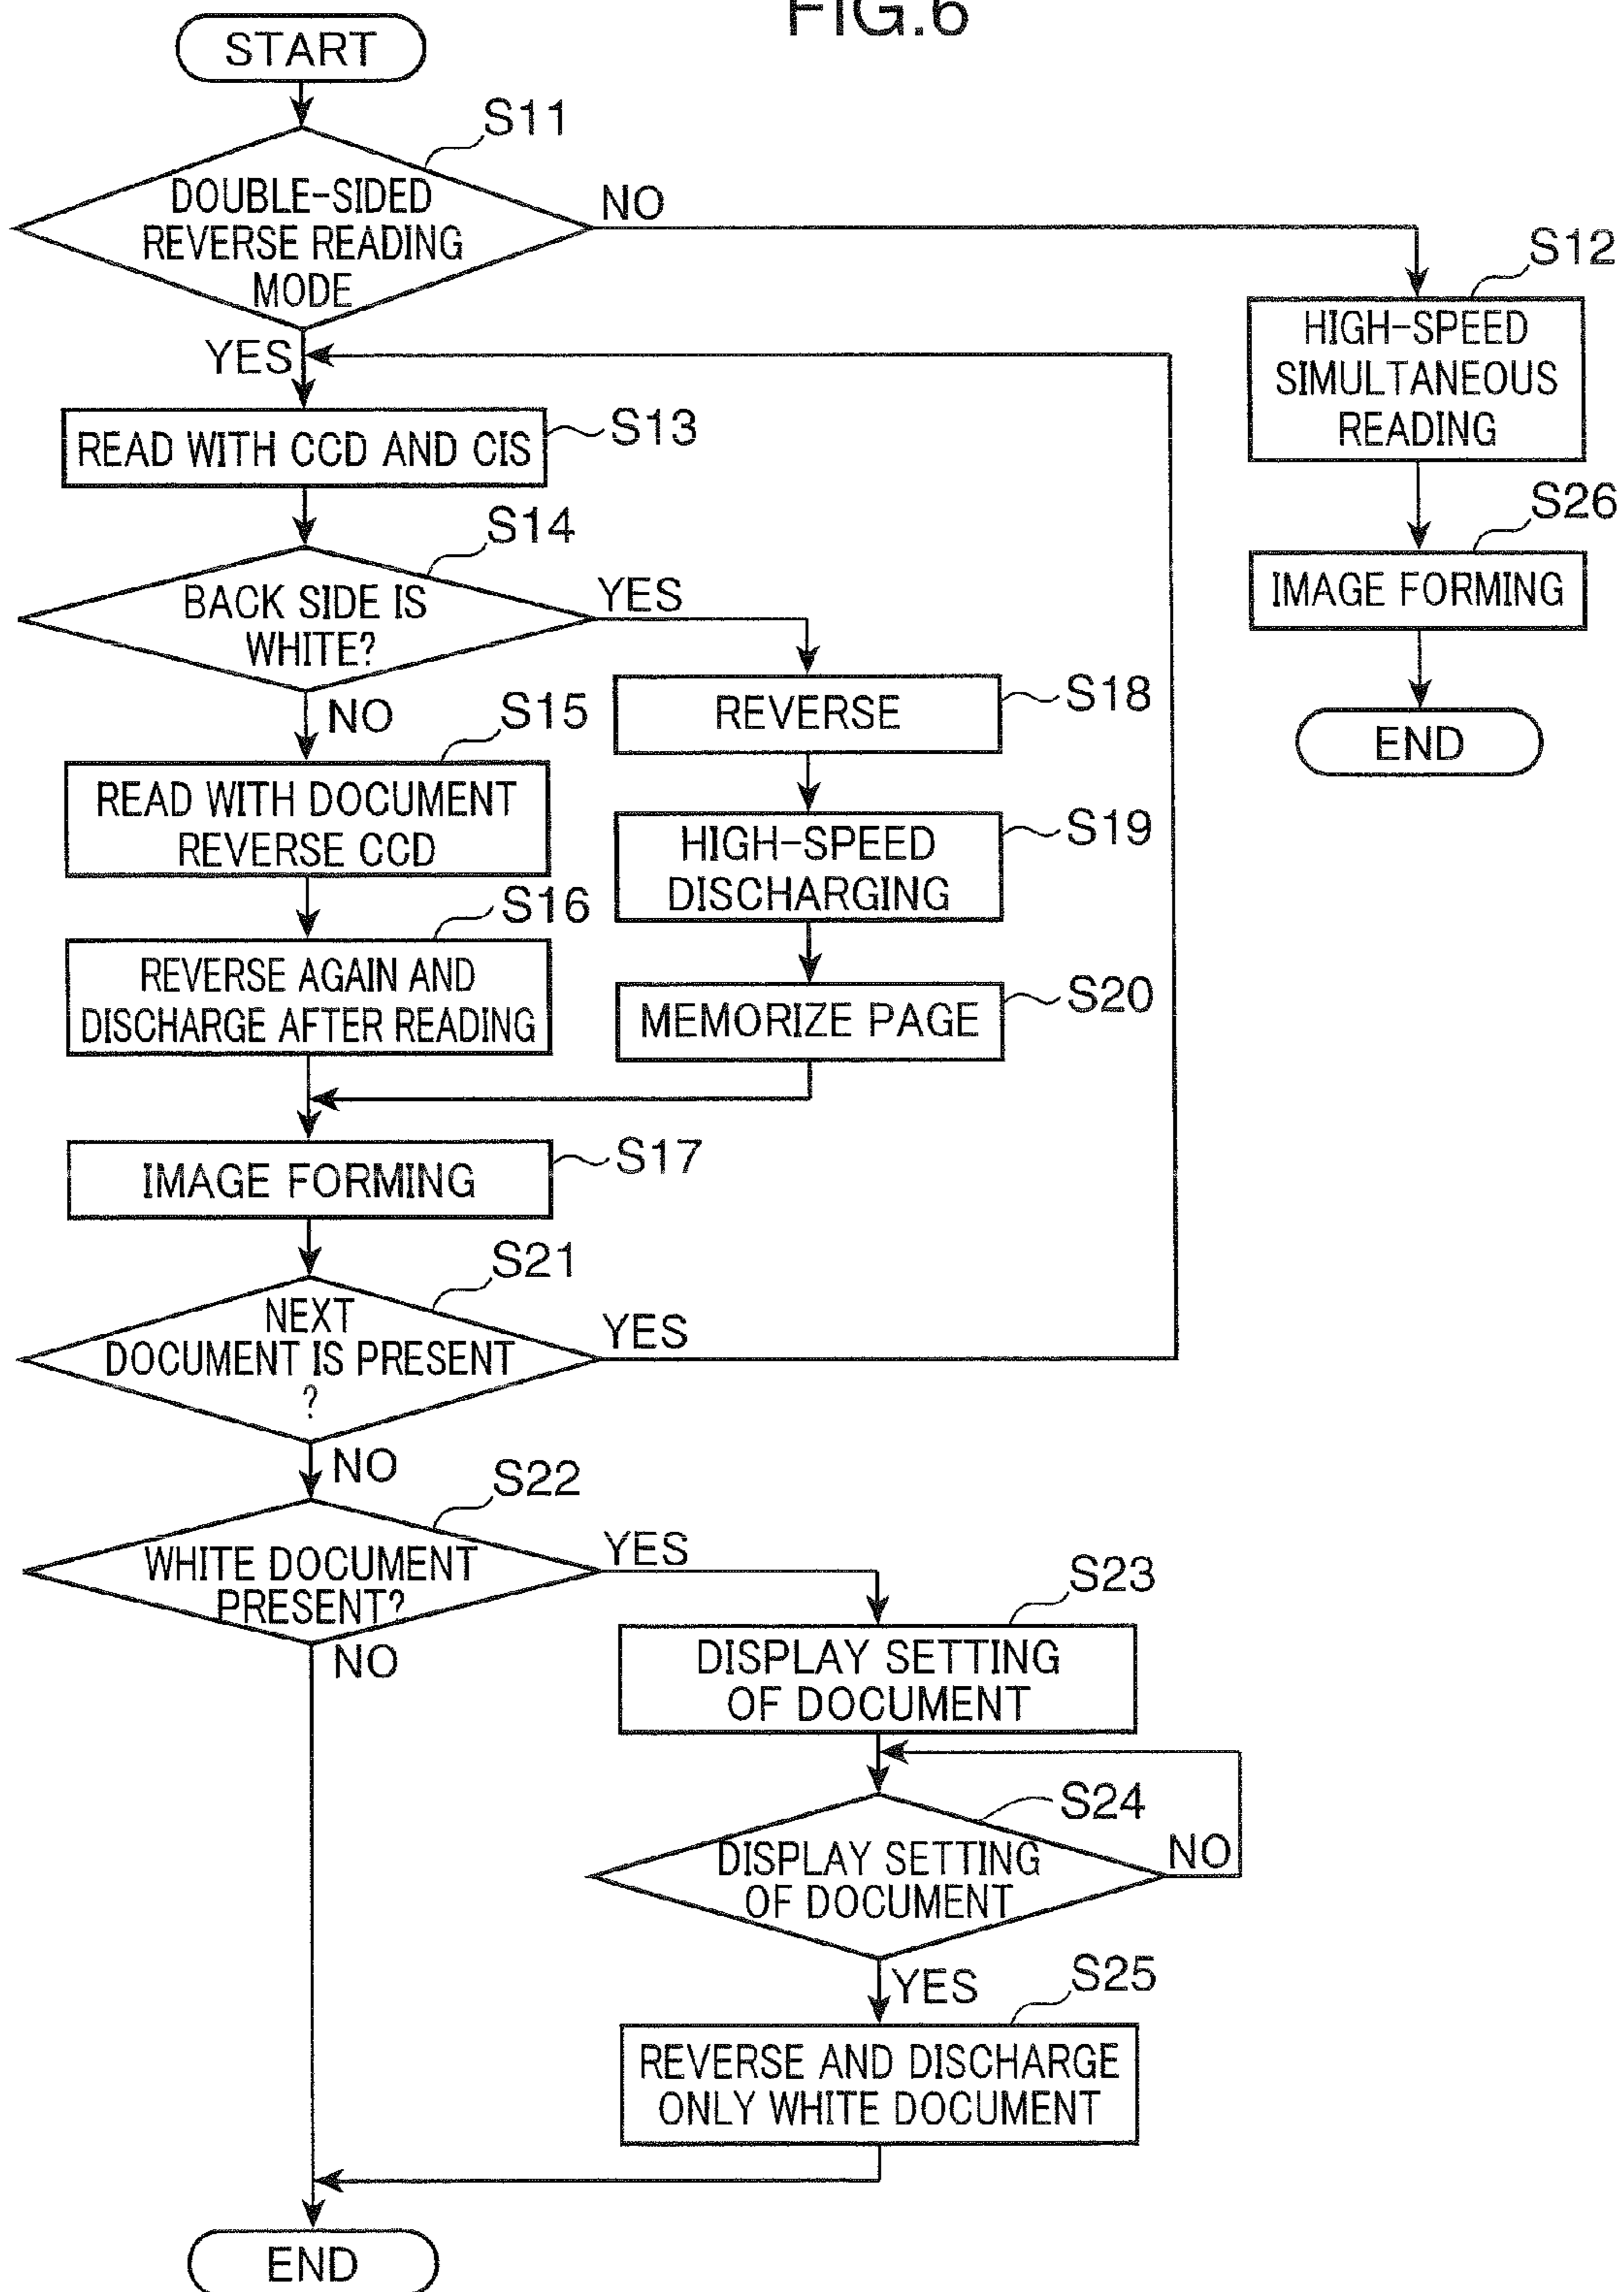 FIG.6
START
S11
DOUBLE-SIDED
REVERSE READING
MODE
NO
YES
S12
HIGH-SPEED
SIMULTANEOUS
READING
S13
READ WITH CCD AND CIS
S26
IMAGE FORMING
END
S14
BACK SIDE IS
WHITE?
YES
NO
S15
READ WITH DOCUMENT
REVERSE CCD
S16
REVERSE AGAIN AND
DISCHARGE AFTER READING
S18
REVERSE
S19
HIGH-SPEED
DISCHARGING
S20
MEMORIZE PAGE
S17
IMAGE FORMING
S21
NEXT
DOCUMENT IS PRESENT
?
YES
NO
S22
WHITE DOCUMENT
PRESENT?
YES
NO
S23
DISPLAY SETTING
OF DOCUMENT
S24
DISPLAY SETTING
OF DOCUMENT
NO
YES
S25
REVERSE AND DISCHARGE
ONLY WHITE DOCUMENT
END